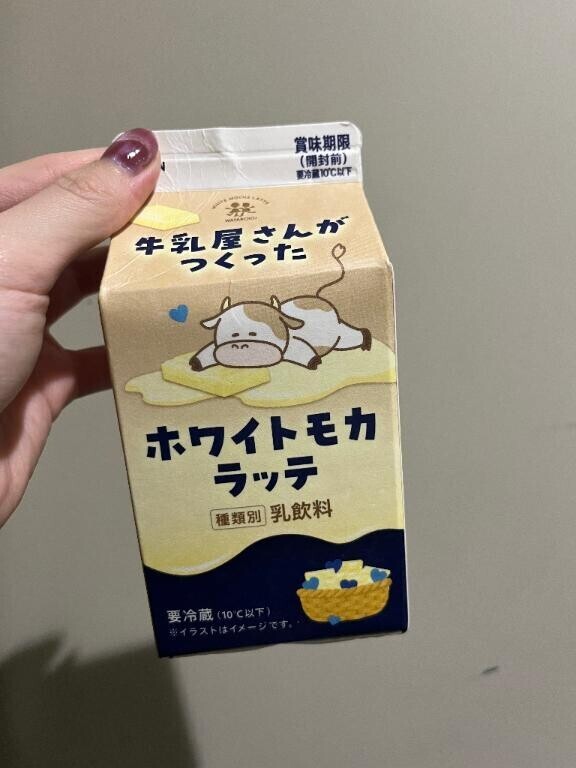 賞味期限
(開封前)
要冷蔵10℃以下
WHITE MOCHA LATTE
牛乳屋さんが
つくった
ホワイトモカ
ラッテ
種類別 乳飲料
要冷蔵(10℃以下)
※イラストはイメージです。